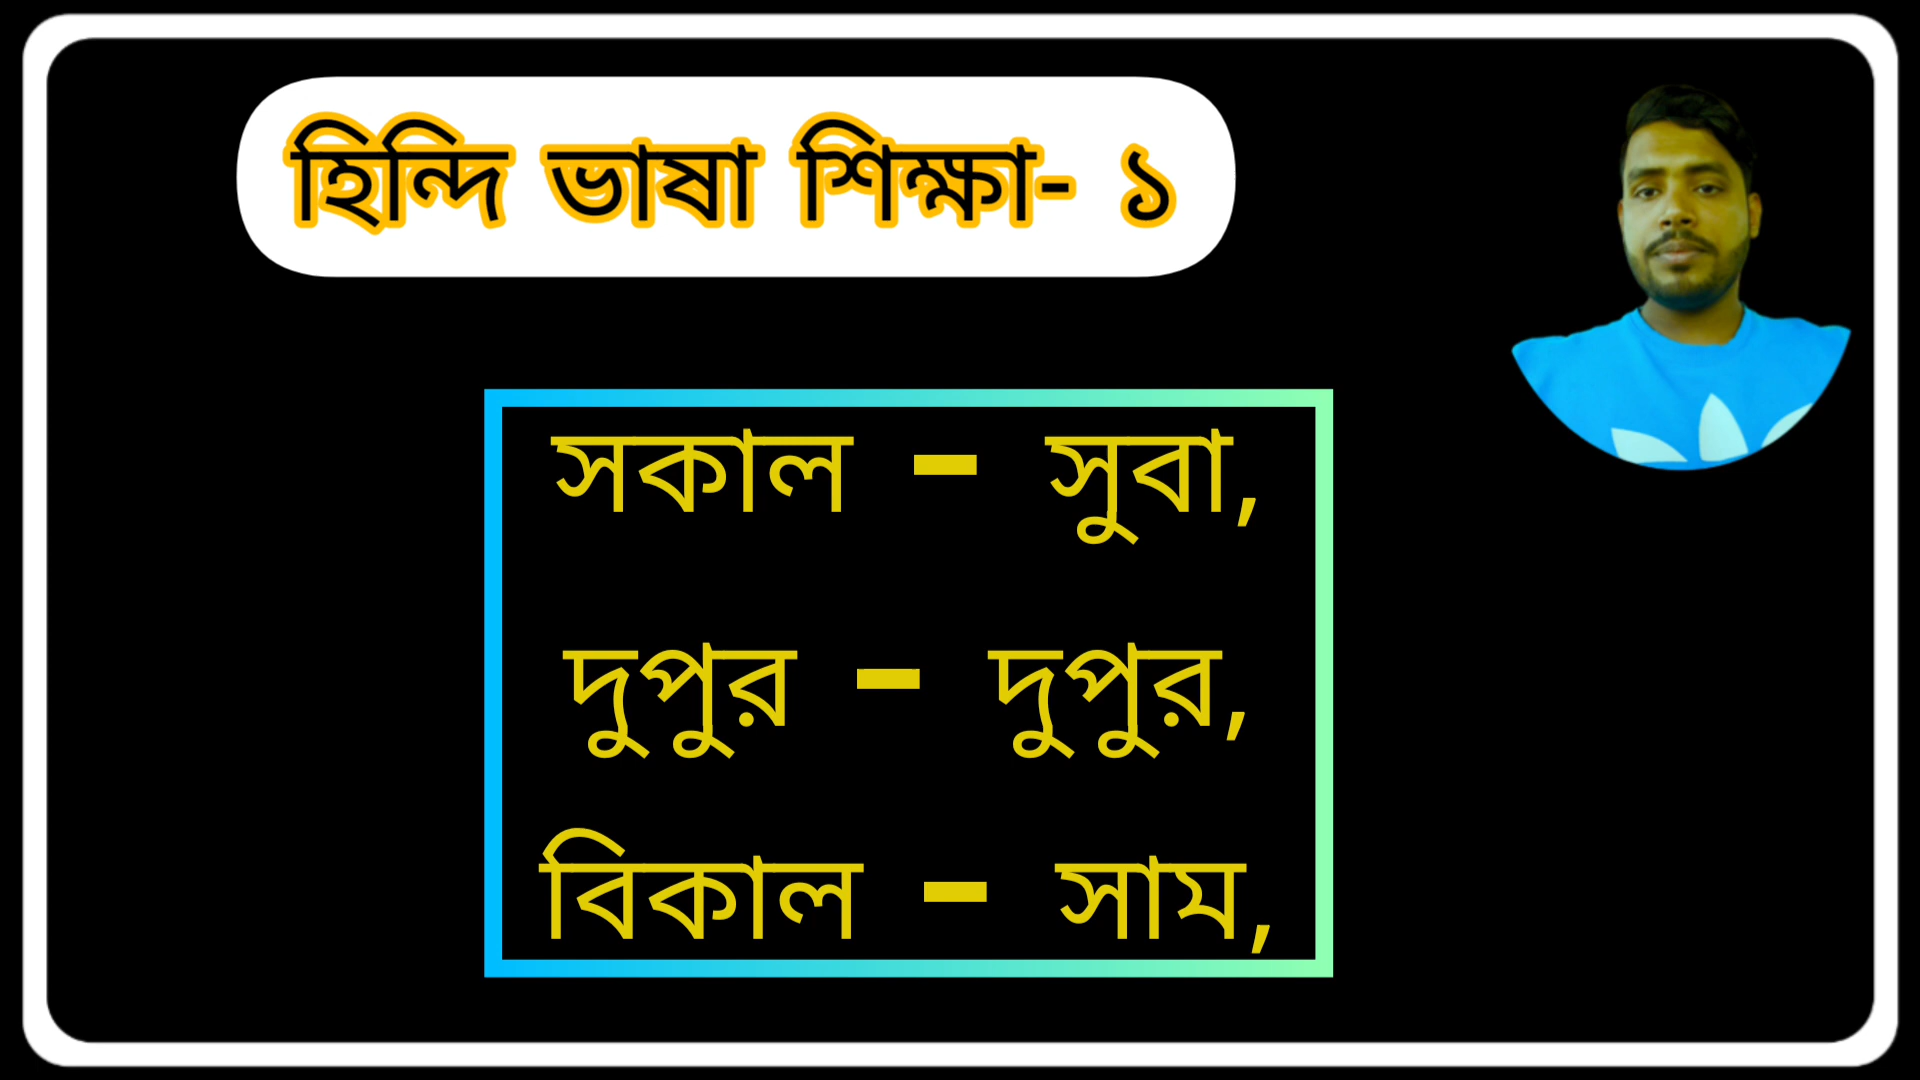 হিন্দি ভাষা শিক্ষা- ১
সকাল - সুবা,
দুপুর - দুপুর,
বিকাল - সাম,